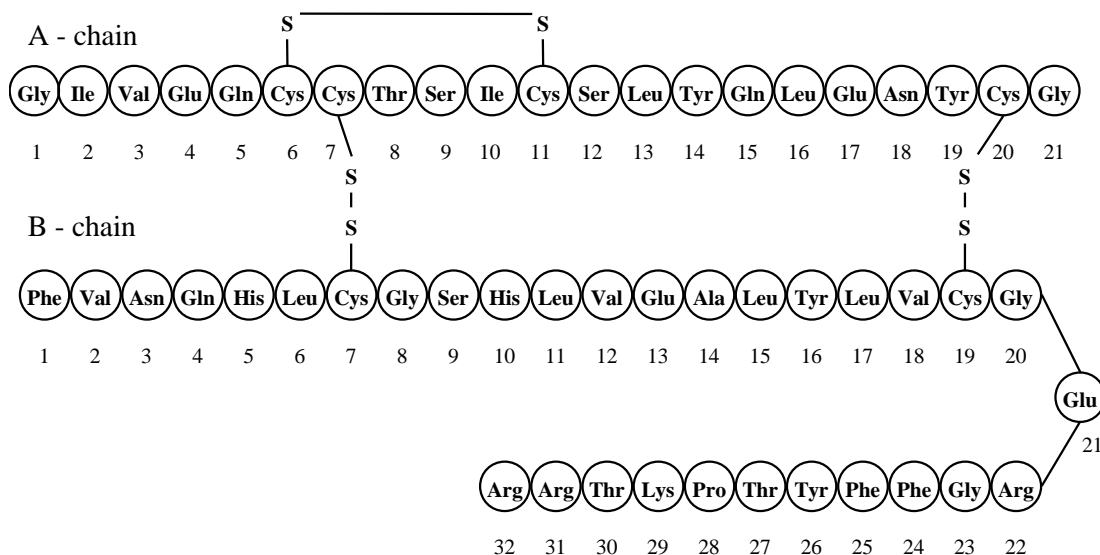 S S
A - chain
Gly Ile Val Glu Gln Cys Cys Thr Ser Ile Cys Ser Leu Tyr Gln Leu Glu Asn Tyr Cys Gly
1 2 3 4 5 6 7 8 9 10 11 12 13 14 15 16 17 18 19 20 21
S S
S S
B - chain
Phe Val Asn Gln His Leu Cys Gly Ser His Leu Val Glu Ala Leu Tyr Leu Val Cys Gly
1 2 3 4 5 6 7 8 9 10 11 12 13 14 15 16 17 18 19 20
Glu
21
Arg Arg Thr Lys Pro Thr Tyr Phe Phe Gly Arg
32 31 30 29 28 27 26 25 24 23 22